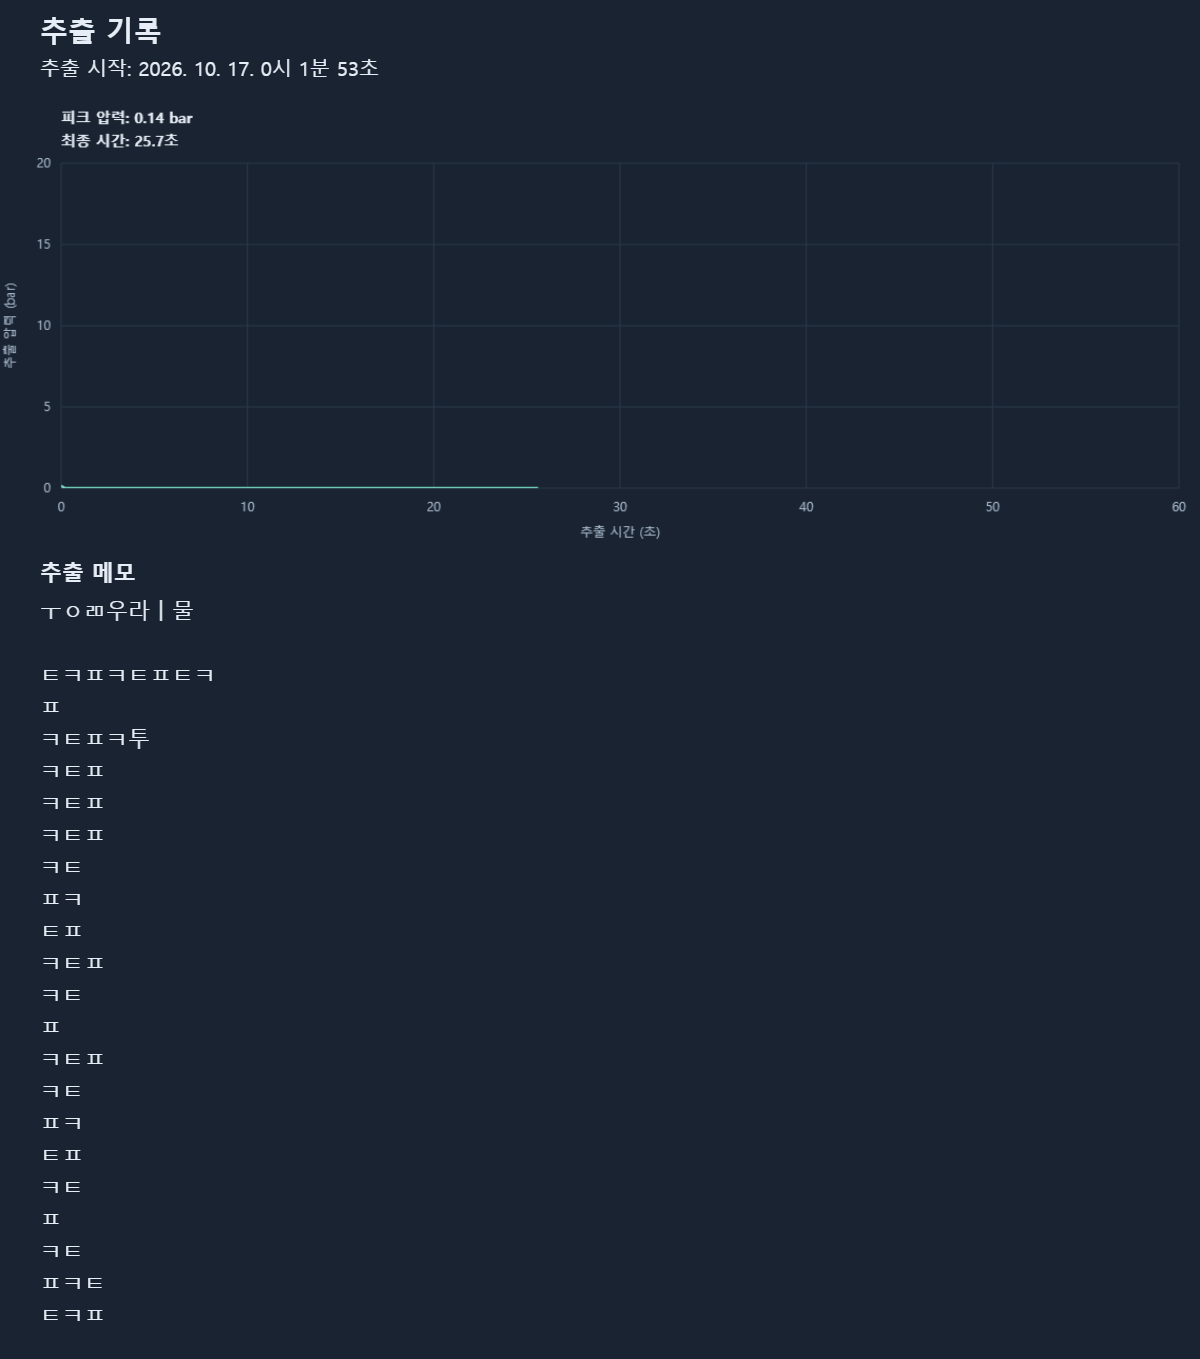 추출 기록
추출 시작: 2026. 10. 17. 0시 1분 53초
피크 압력: 0.14 bar
최종 시간: 25.7초
20
15
10
5
0
추출 압력 (bar)
0 10 20 30 40 50 60
추출 시간 (초)
추출 메모
ㅜㅇㄻ우라ㅣ물
ㅌㅋㅍㅋㅌㅍㅌㅋ
ㅍ
ㅋㅌㅍㅋ투
ㅋㅌㅍ
ㅋㅌㅍ
ㅋㅌㅍ
ㅋㅌ
ㅍㅋ
ㅌㅍ
ㅋㅌㅍ
ㅋㅌ
ㅍ
ㅋㅌㅍ
ㅋㅌ
ㅍㅋ
ㅌㅍ
ㅋㅌ
ㅍ
ㅋㅌ
ㅍㅋㅌ
ㅌㅋㅍ